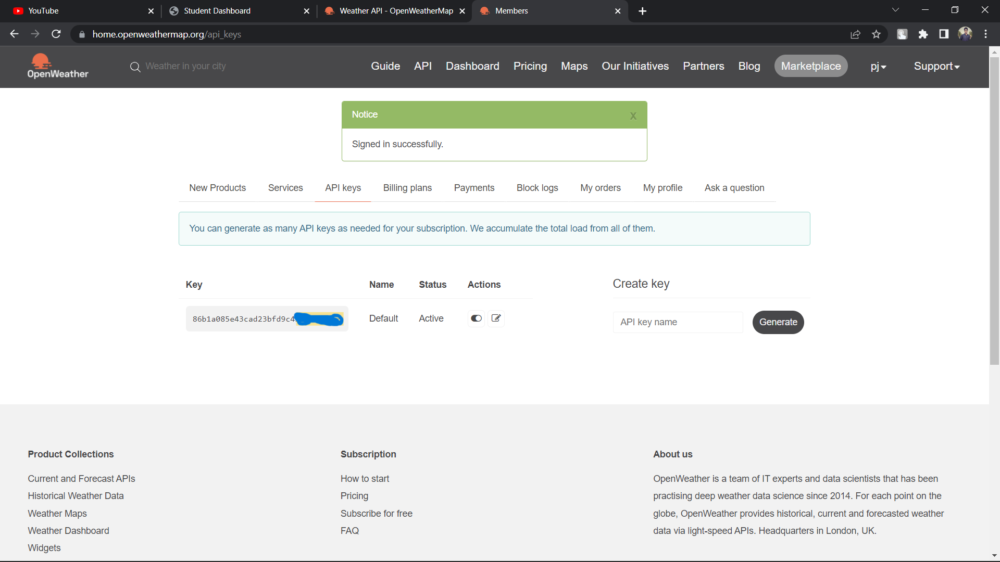 YouTube
Student Dashboard
Weather API - OpenWeatherMap
Members
home.openweathermap.org/api_keys
OpenWeather
Weather in your city
Guide
API
Dashboard
Pricing
Maps
Our Initiatives
Partners
Blog
Marketplace
pj
Support
Notice
x
Signed in successfully.
New Products
Services
API keys
Billing plans
Payments
Block logs
My orders
My profile
Ask a question
You can generate as many API keys as needed for your subscription. We accumulate the total load from all of them.
Key
Name
Status
Actions
86b1a085e43cad23bfd9c4
Default
Active
Create key
API key name
Generate
Product Collections
Current and Forecast APIs
Historical Weather Data
Weather Maps
Weather Dashboard
Widgets
Subscription
How to start
Pricing
Subscribe for free
FAQ
About us
OpenWeather is a team of IT experts and data scientists that has been
practising deep weather data science since 2014. For each point on the
globe, OpenWeather provides historical, current and forecasted weather
data via light-speed APIs. Headquarters in London, UK.